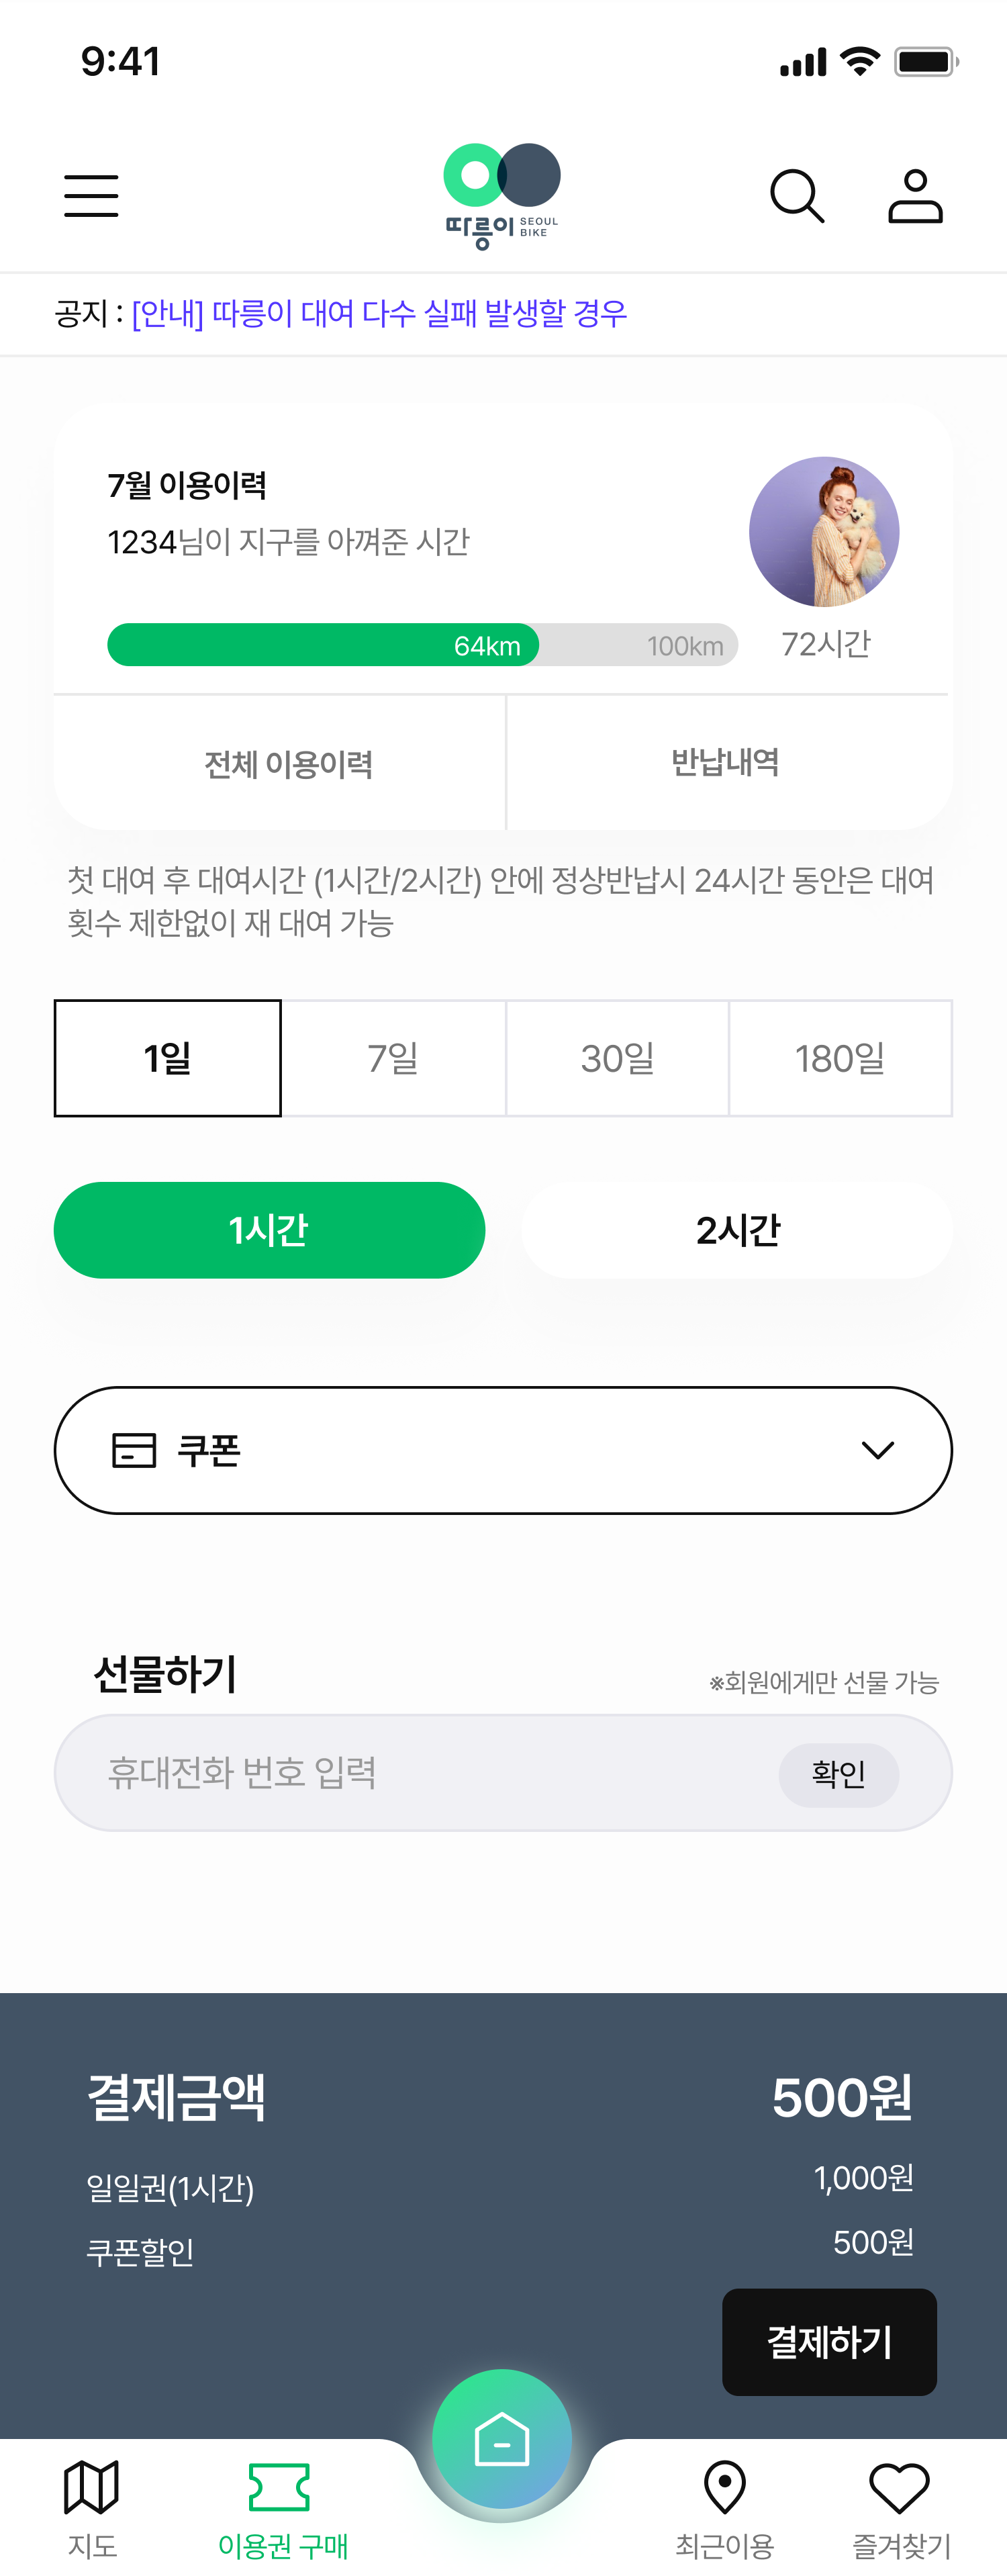 9:41
따릉이 SEOUL
BIKE
공지 : [안내] 따릉이 대여 다수 실패 발생할 경우
7월 이용이력
1234님이 지구를 아껴준 시간
64km 100km 72시간
전체 이용이력 반납내역
첫 대여 후 대여시간 (1시간/2시간) 안에 정상반납시 24시간 동안은 대여
횟수 제한없이 재 대여 가능
1일 7일 30일 180일
1시간 2시간
쿠폰
선물하기 ※회원에게만 선물 가능
휴대전화 번호 입력 확인
결제금액 500원
일일권(1시간) 1,000원
쿠폰할인 500원
결제하기
지도 이용권 구매 최근이용 즐겨찾기